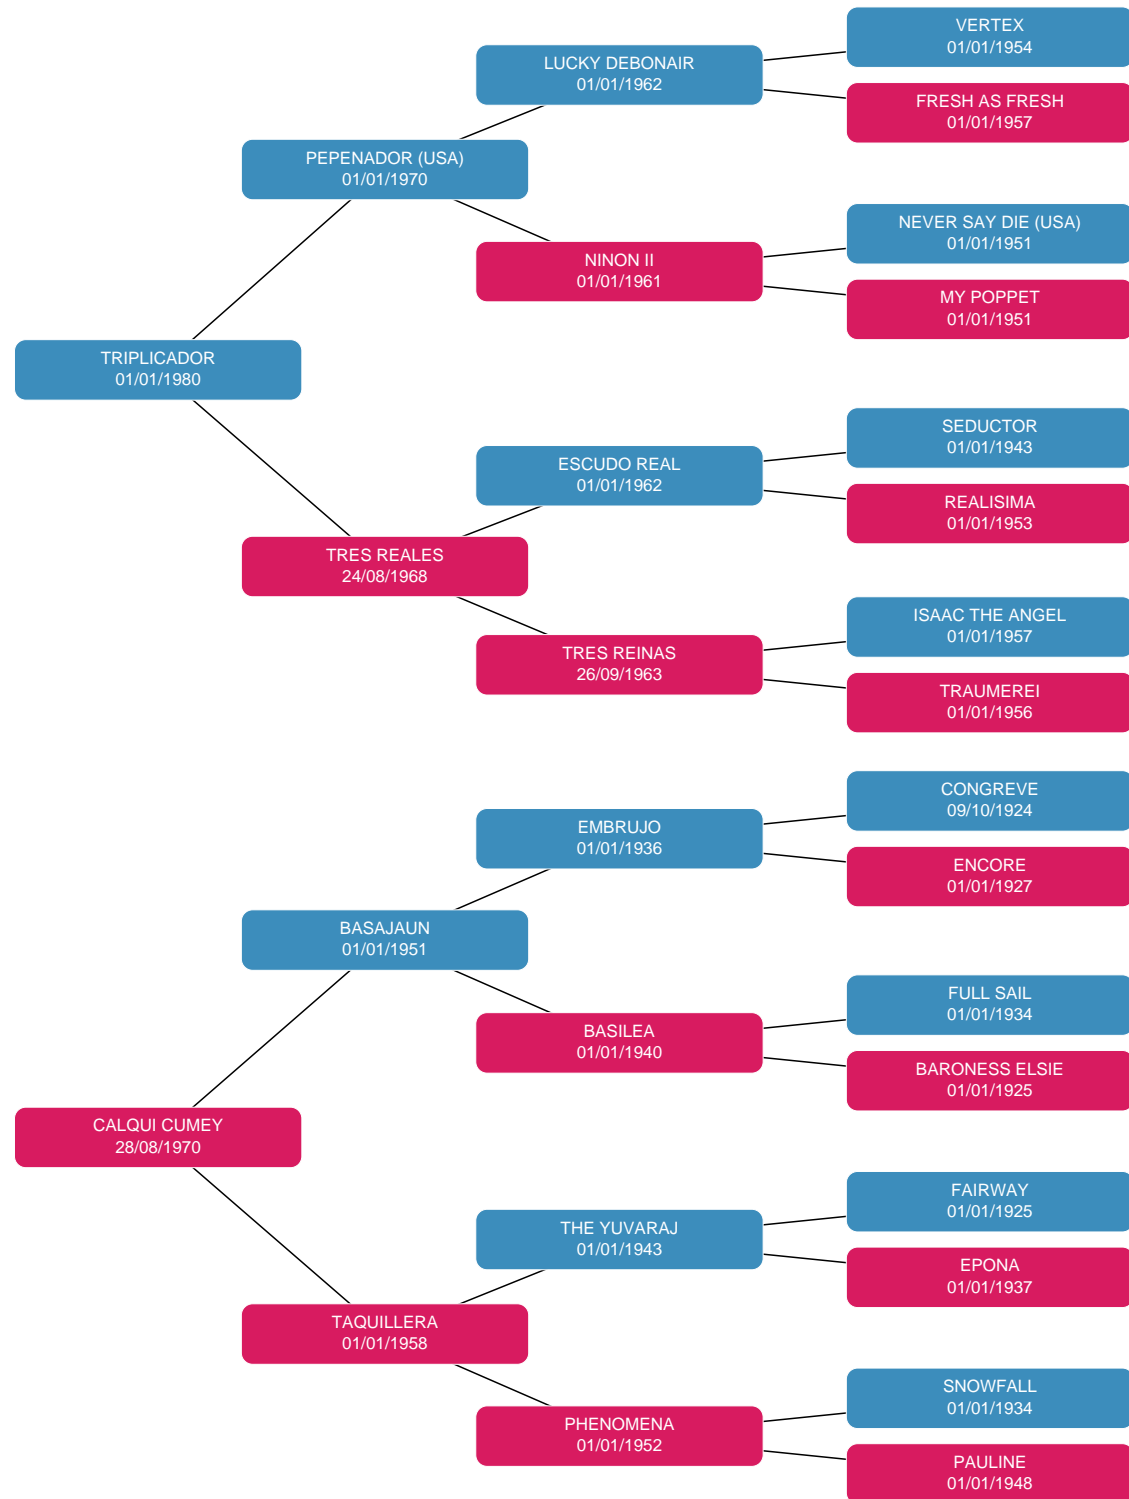 VERTEX
01/01/1954
LUCKY DEBONAIR
01/01/1962
FRESH AS FRESH
01/01/1957
PEPENADOR (USA)
01/01/1970
NEVER SAY DIE (USA)
01/01/1951
NINON II
01/01/1961
MY POPPET
01/01/1951
TRIPLICADOR
01/01/1980
SEDUCTOR
01/01/1943
ESCUDO REAL
01/01/1962
REALISIMA
01/01/1953
TRES REALES
24/08/1968
ISAAC THE ANGEL
01/01/1957
TRES REINAS
26/09/1963
TRAUMEREI
01/01/1956
CONGREVE
09/10/1924
EMBRUJO
01/01/1936
ENCORE
01/01/1927
BASAJAUN
01/01/1951
FULL SAIL
01/01/1934
BASILEA
01/01/1940
BARONESS ELSIE
01/01/1925
CALQUI CUMEY
28/08/1970
FAIRWAY
01/01/1925
THE YUVARAJ
01/01/1943
EPONA
01/01/1937
TAQUILLERA
01/01/1958
SNOWFALL
01/01/1934
PHENOMENA
01/01/1952
PAULINE
01/01/1948